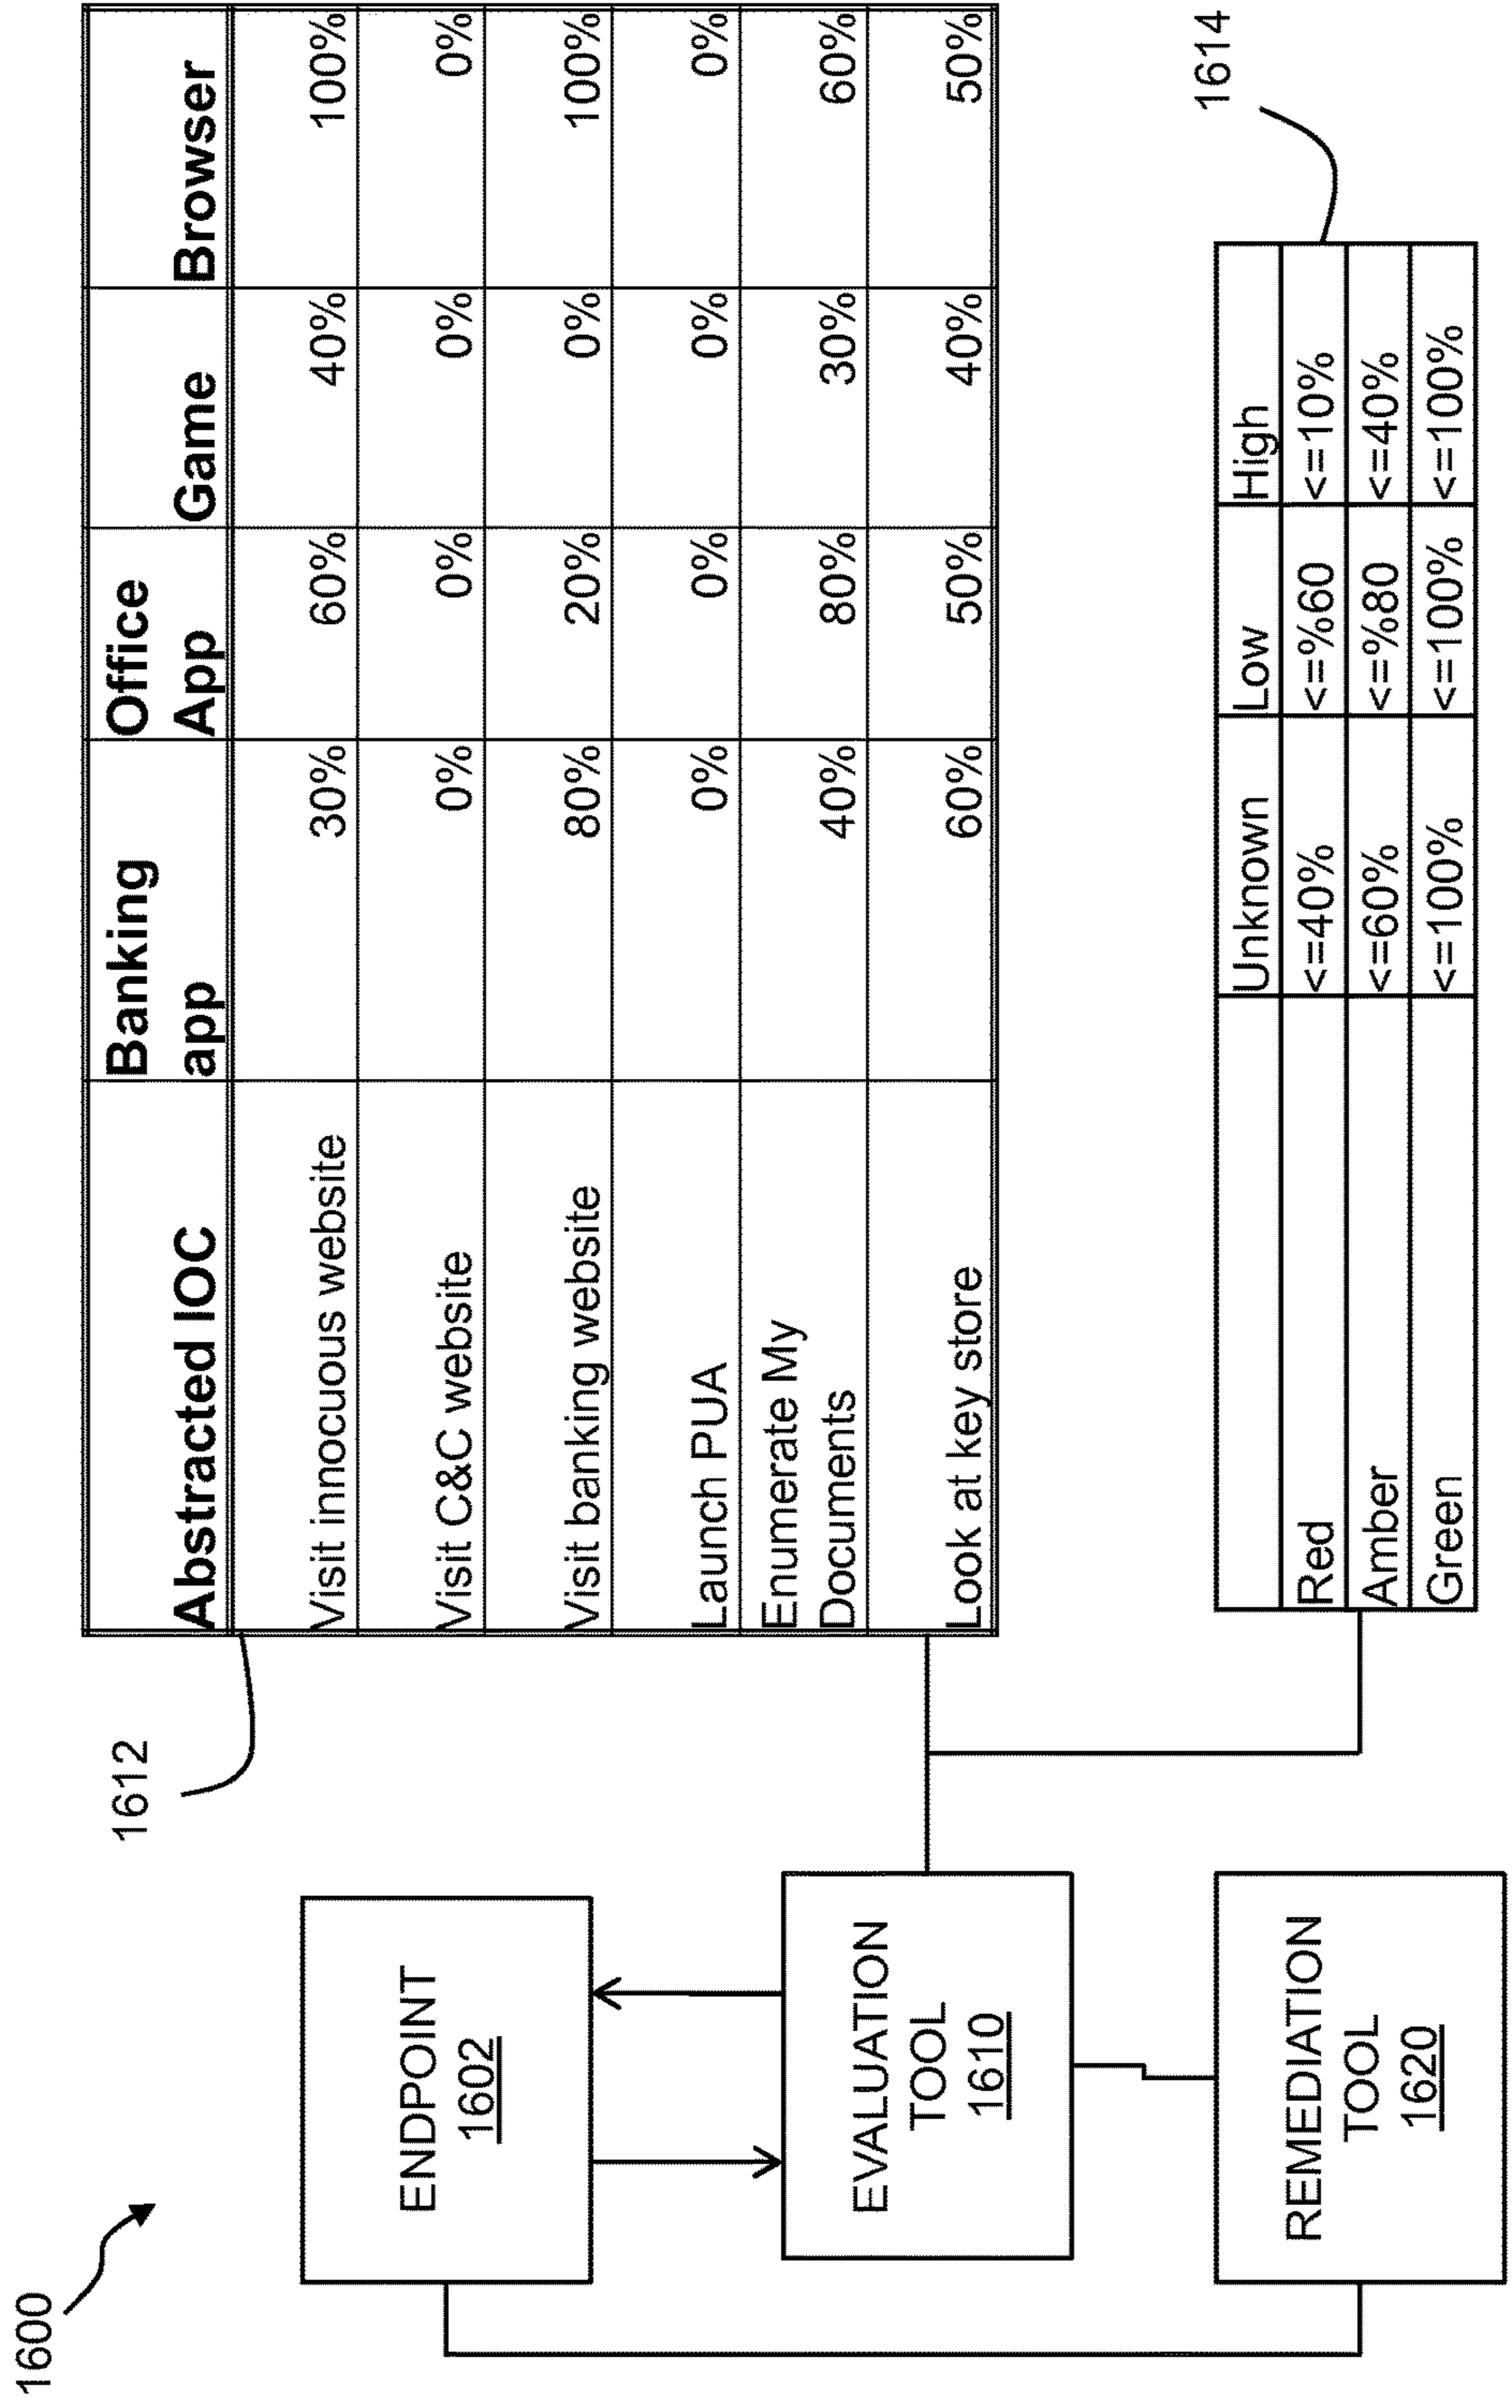 1600
ENDPOINT
1602
EVALUATION
TOOL
1610
REMEDIATION
TOOL
1620
1612
Abstracted IOC Banking app Office App Game Browser
Visit innocuous website 30% 60% 40% 100%
Visit C&C website 0% 0% 0% 0%
Visit banking website 80% 20% 0% 100%
Launch PUA 0% 0% 0% 0%
Enumerate My
Documents 40% 80% 30% 60%
Look at key store 60% 50% 40% 50%
1614
Unknown Low High
Red <=40% <=%60 <=10%
Amber <=60% <=%80 <=40%
Green <=100% <=100% <=100%